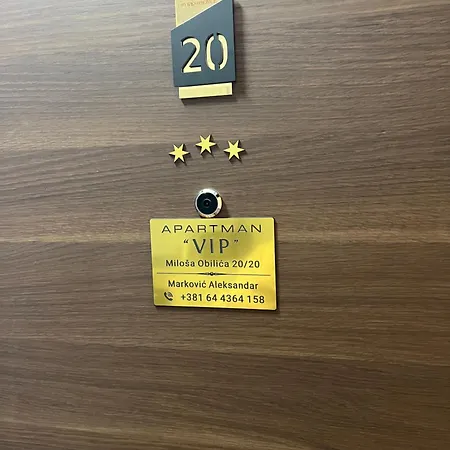 20
APARTMAN
"VIP"
Miloša Obilića 20/20
Marković Aleksandar
+381 64 4364 158